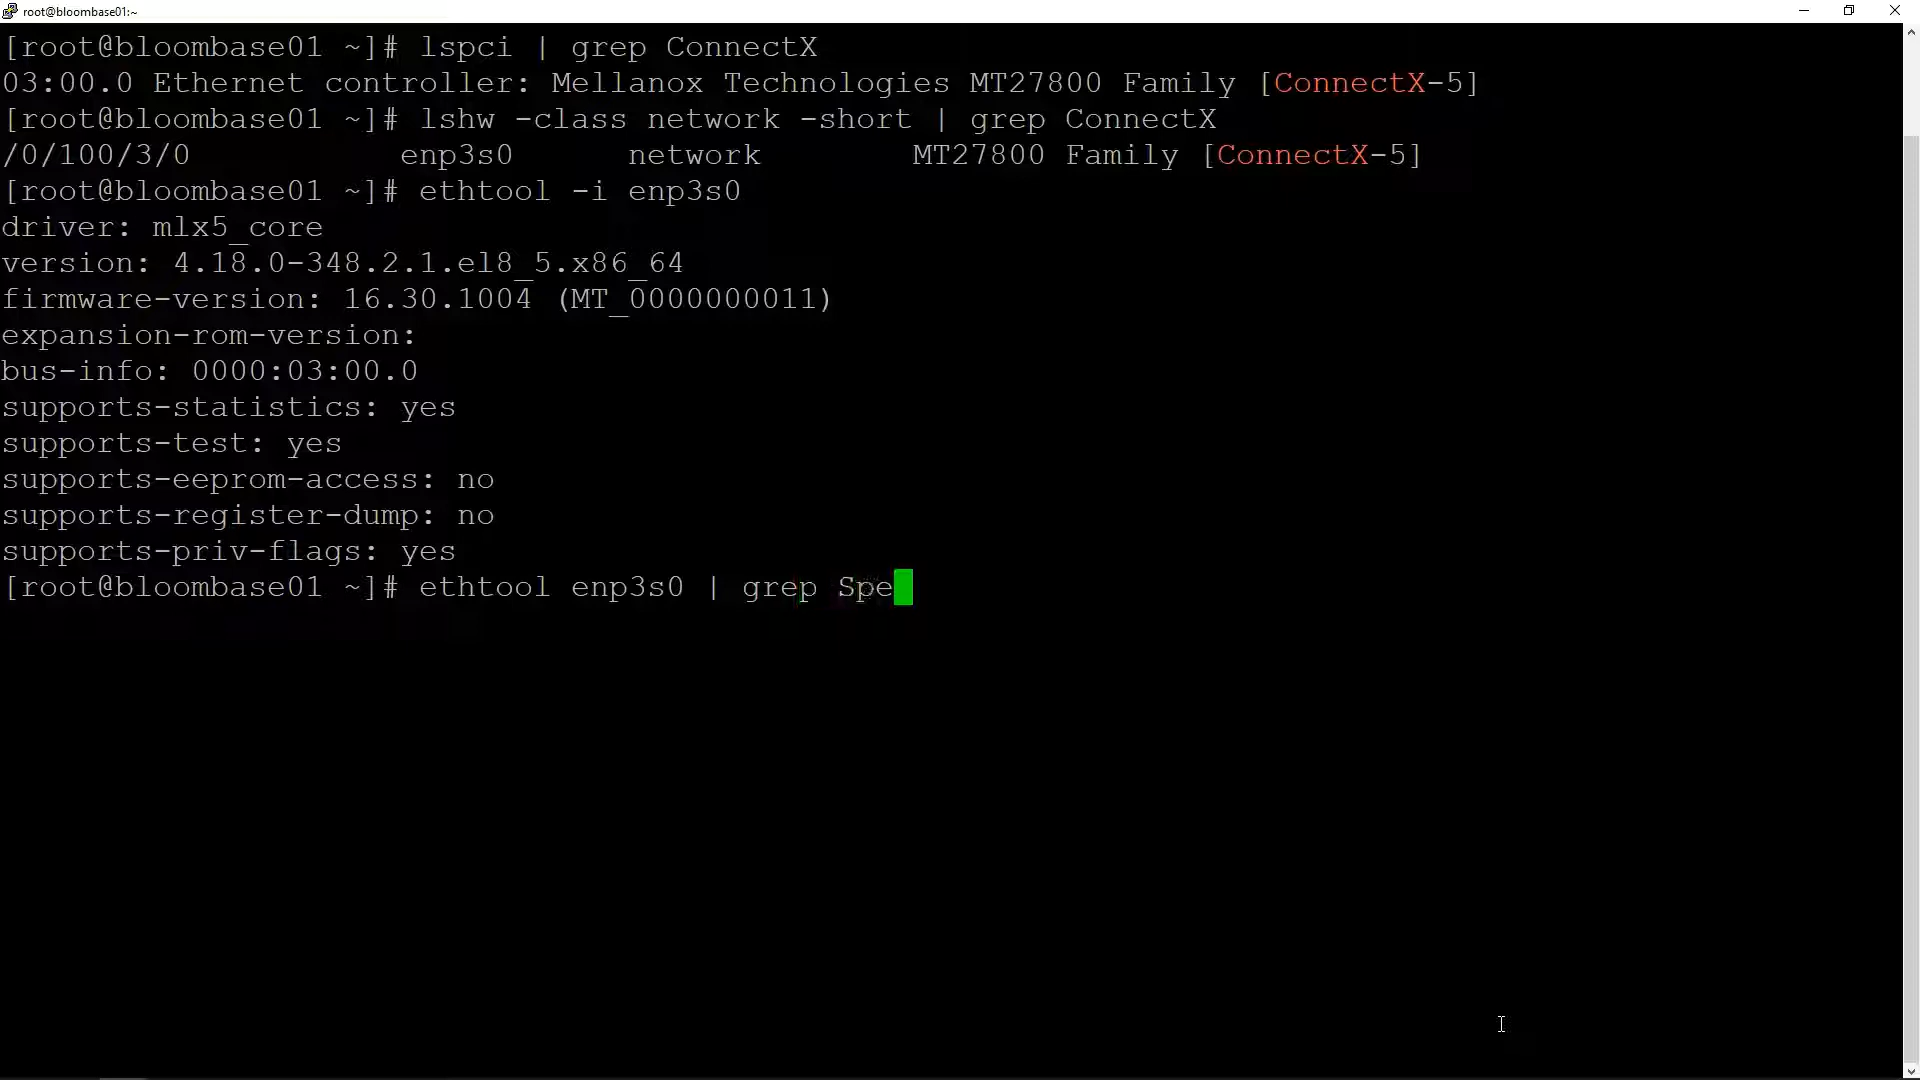 root@bloombase01:~
[root@bloombase01 ~]# lspci | grep ConnectX
03:00.0 Ethernet controller: Mellanox Technologies MT27800 Family [ConnectX-5]
[root@bloombase01 ~]# lshw -class network -short | grep ConnectX
/0/100/3/0           enp3s0      network        MT27800 Family [ConnectX-5]
[root@bloombase01 ~]# ethtool -i enp3s0
driver: mlx5_core
version: 4.18.0-348.2.1.el8_5.x86_64
firmware-version: 16.30.1004 (MT_0000000011)
expansion-rom-version:
bus-info: 0000:03:00.0
supports-statistics: yes
supports-test: yes
supports-eeprom-access: no
supports-register-dump: no
supports-priv-flags: yes
[root@bloombase01 ~]# ethtool enp3s0 | grep Spe